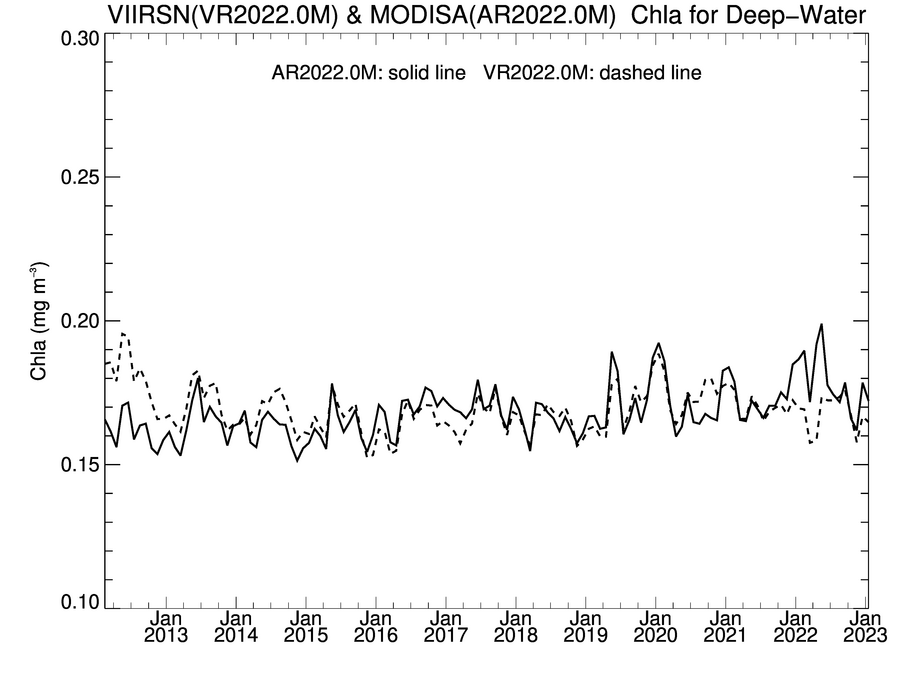 VIIRSN(VR2022.0M) & MODISA(AR2022.0M)  Chla for Deep−Water
AR2022.0M: solid line   VR2022.0M: dashed line
0.30
0.25
0.20
0.15
0.10
Chla (mg m⁻³)
Jan Jan Jan Jan Jan Jan Jan Jan Jan Jan Jan
2013 2014 2015 2016 2017 2018 2019 2020 2021 2022 2023